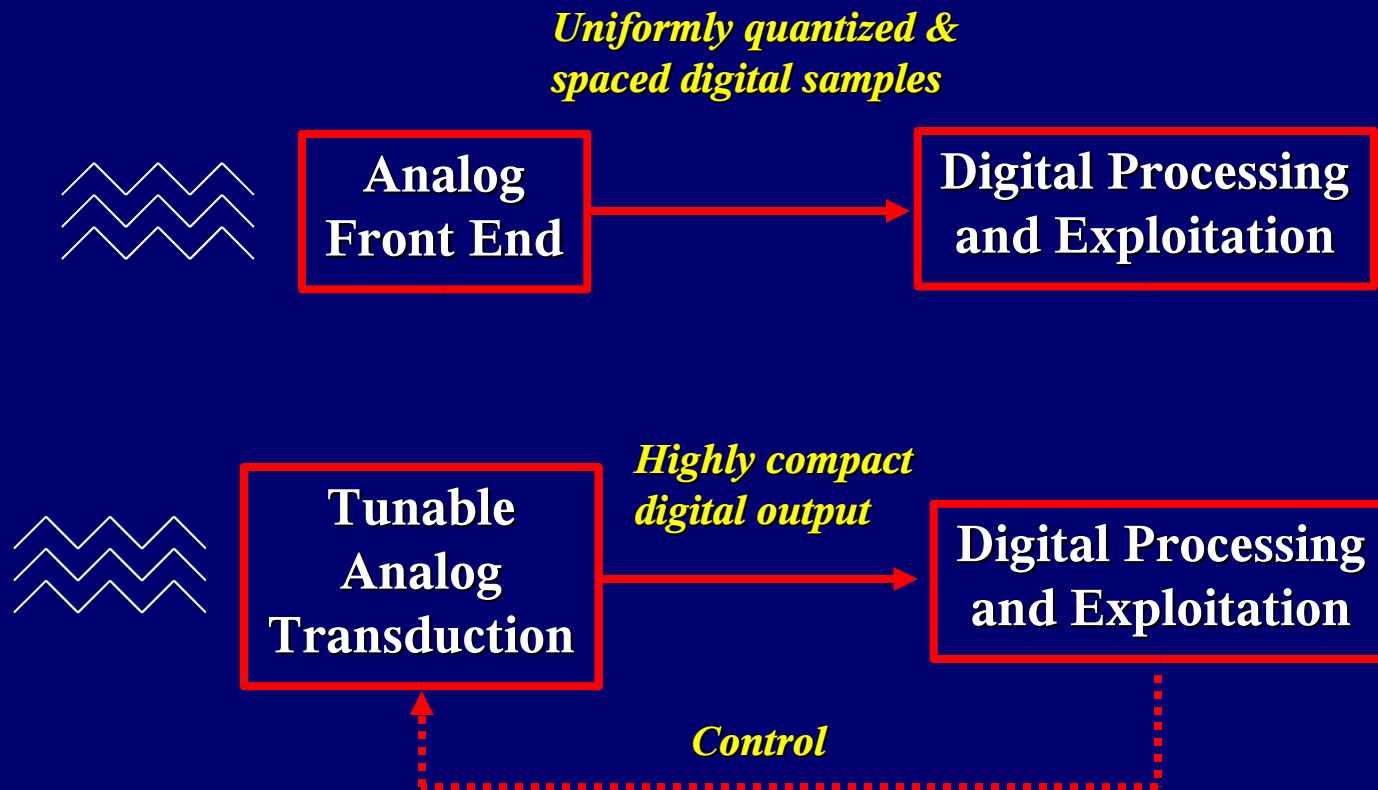 Uniformly quantized &
spaced digital samples
Analog
Front End
Digital Processing
and Exploitation
Highly compact
digital output
Tunable
Analog
Transduction
Digital Processing
and Exploitation
Control